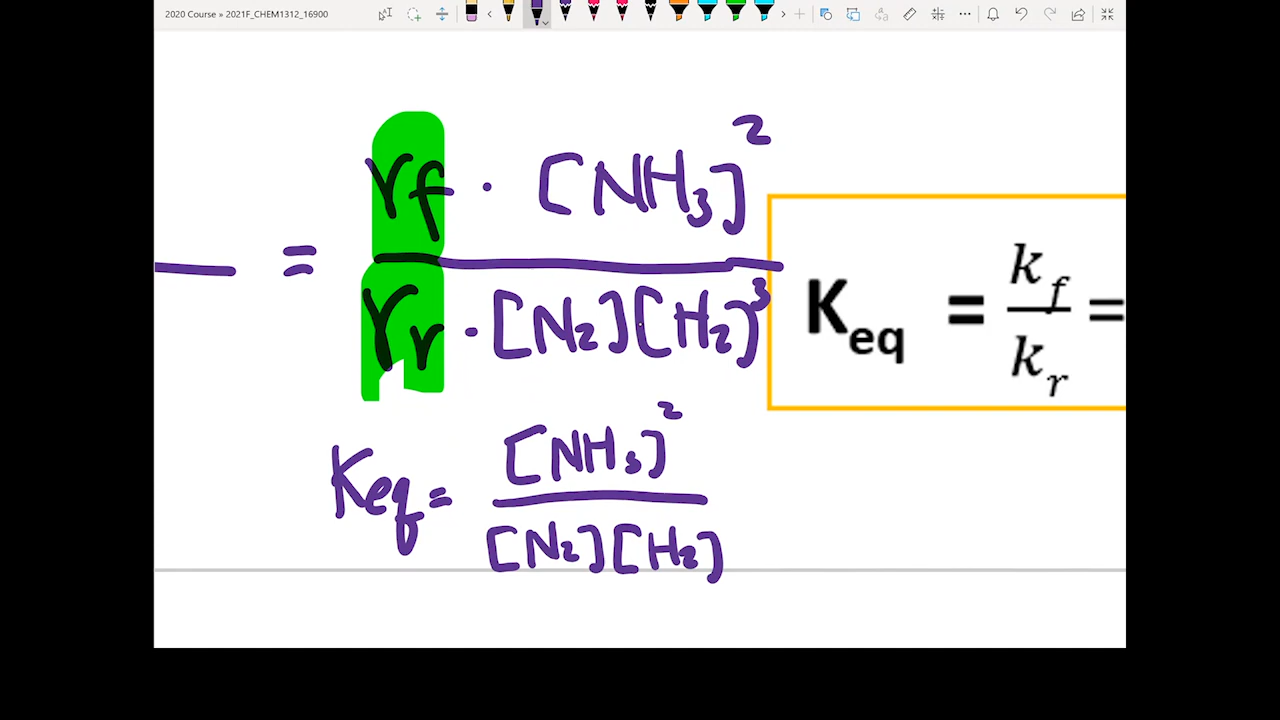 2020 Course » 2021F_CHEM1312_16900
= rf · [NH₃]²
rr · [N₂][H₂]³
Keq = kf
kr =
Keq = [NH₃]²
[N₂][H₂]